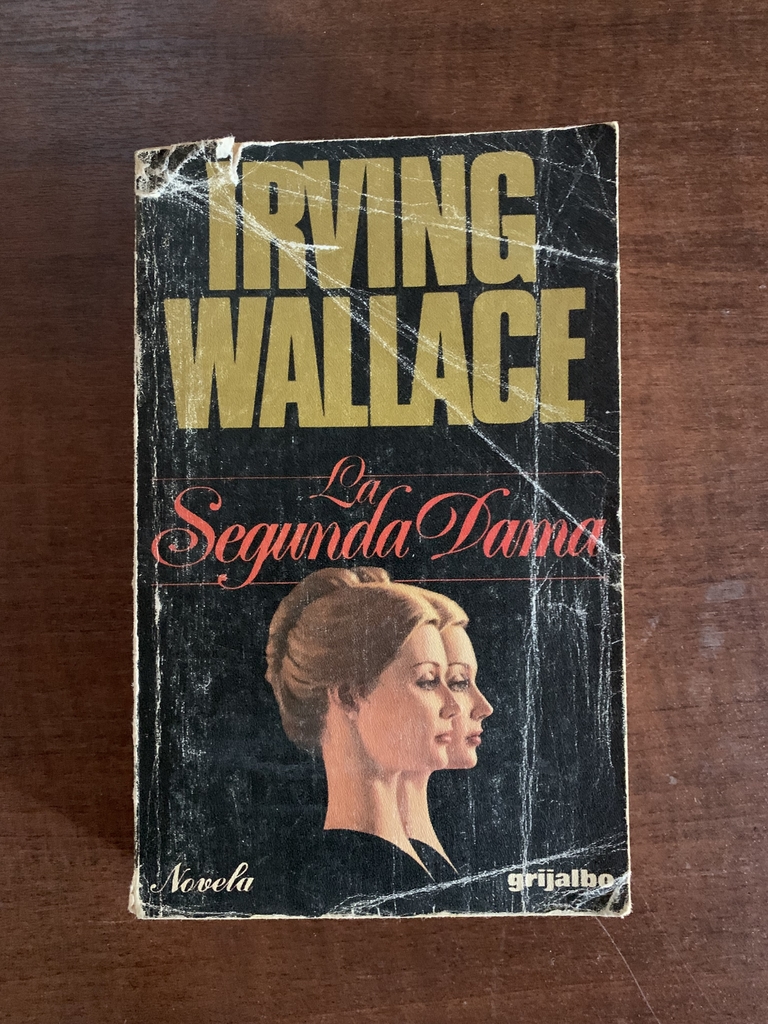 IRVING
WALLACE
La
Segunda Dama
Novela
grijalbo